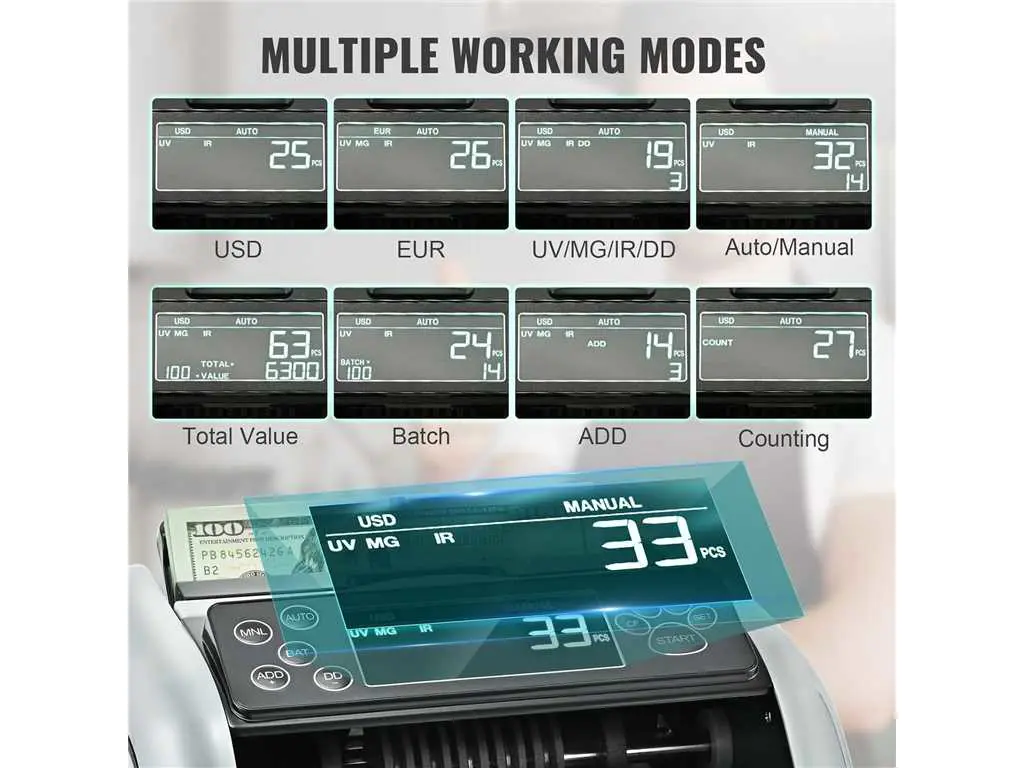 MULTIPLE WORKING MODES
USD AUTO
UV IR
25 PCS
USD
EUR AUTO
UV MG IR
26 PCS
EUR
USD AUTO
UV MG IR DD
19 PCS
3
UV/MG/IR/DD
USD MANUAL
UV IR
32 PCS
14
Auto/Manual
USD AUTO
UV MG IR
63 PCS
TOTAL
100 VALUE 6300
Total Value
USD AUTO
UV IR
24 PCS
BATCH
100 14
Batch
USD AUTO
UV MG IR
ADD 14 PCS
3
ADD
USD AUTO
COUNT 27 PCS
Counting
USD MANUAL
UV MG IR
33 PCS
100
PB 84562426 A
B2
MNL
AUTO
BAT
ADD
+
DD
-
UV MG IR
33 PCS
CF
SET
START